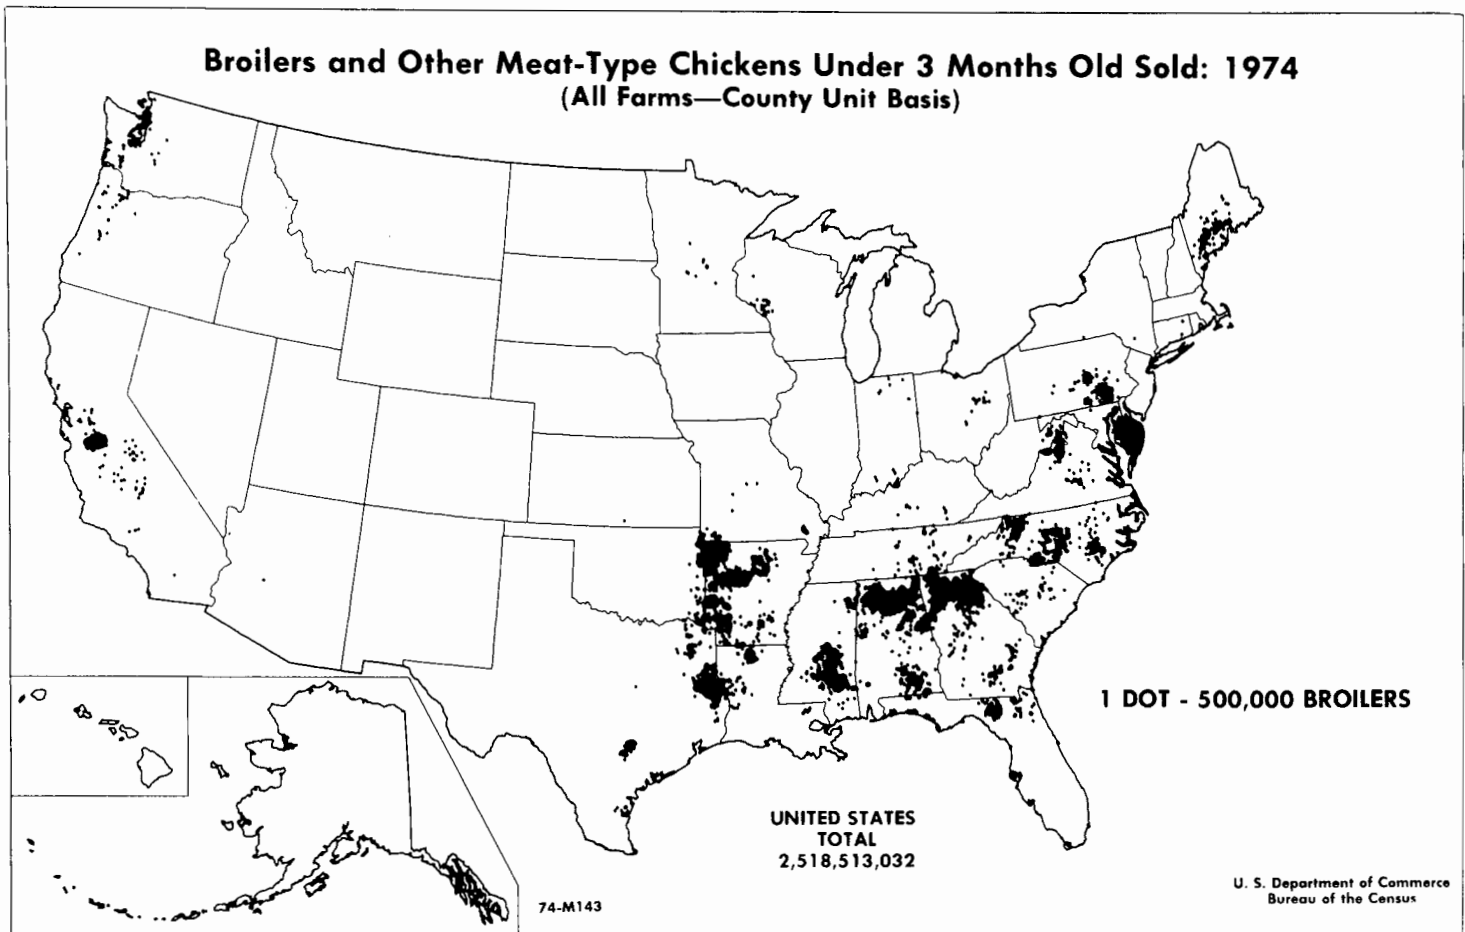 Broilers and Other Meat-Type Chickens Under 3 Months Old Sold: 1974
(All Farms—County Unit Basis)
1 DOT - 500,000 BROILERS
UNITED STATES
TOTAL
2,518,513,032
74-M143
U. S. Department of Commerce
Bureau of the Census